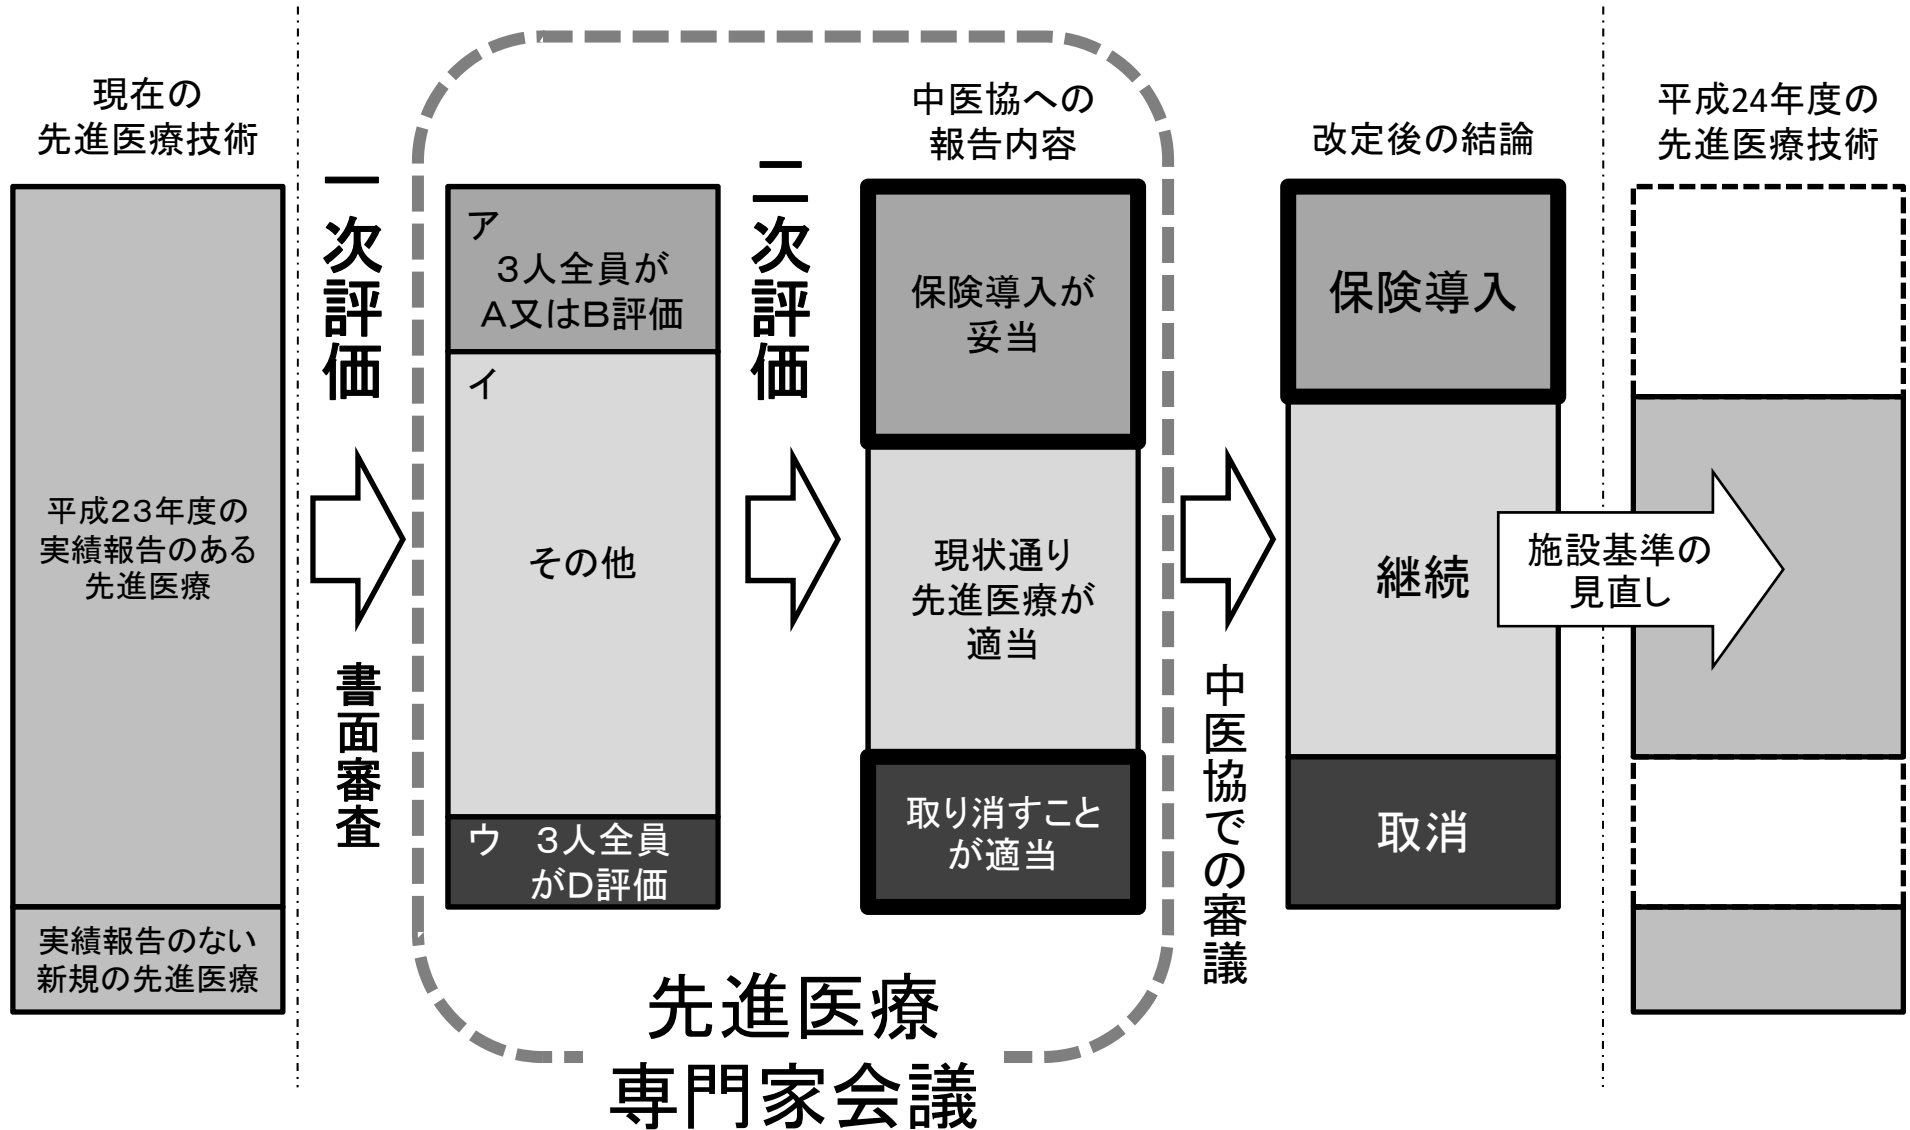 現在の
先進医療技術
平成23年度の
実績報告のある
先進医療
実績報告のない
新規の先進医療
一次評価
書面審査
ア
3人全員が
A又はB評価
イ
その他
ウ 3人全員
がD評価
二次評価
中医協への
報告内容
保険導入が
妥当
現状通り
先進医療が
適当
取り消すこと
が適当
先進医療
専門家会議
中医協での審議
改定後の結論
保険導入
継続
取消
施設基準の
見直し
平成24年度の
先進医療技術